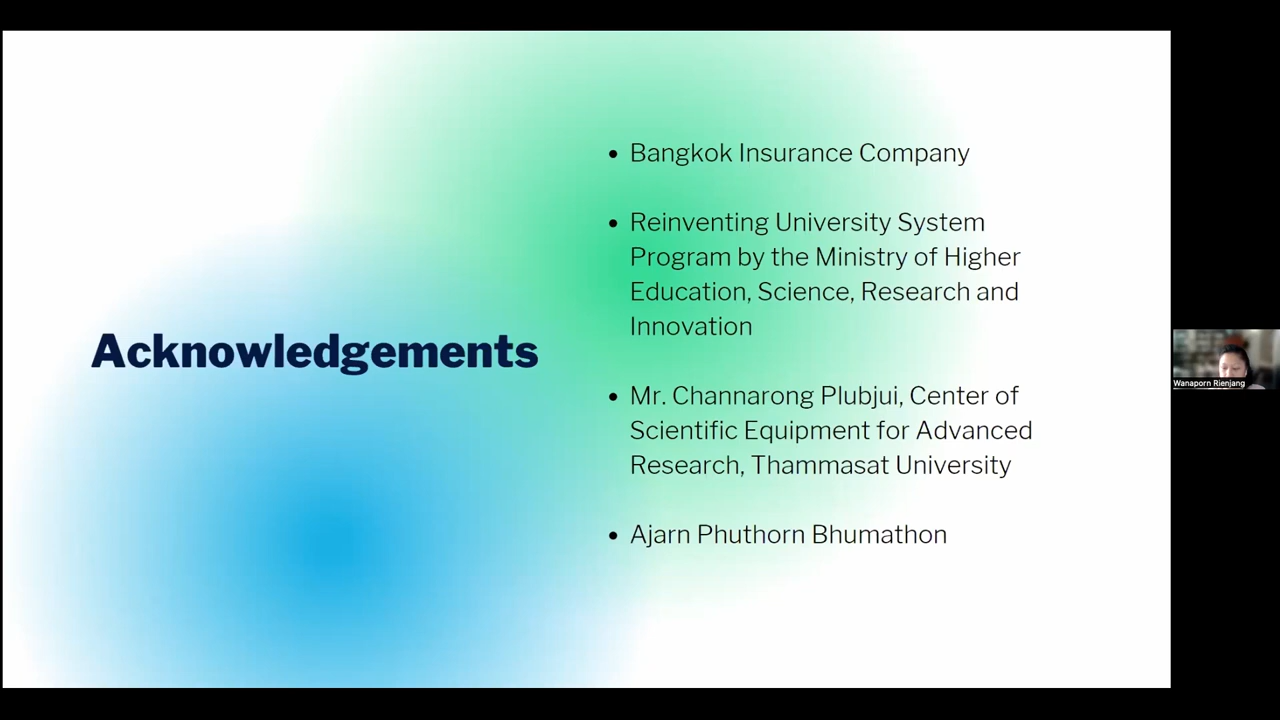 Acknowledgements
• Bangkok Insurance Company
• Reinventing University System
Program by the Ministry of Higher
Education, Science, Research and
Innovation
• Mr. Channarong Plubjui, Center of
Scientific Equipment for Advanced
Research, Thammasat University
• Ajarn Phuthorn Bhumathon
Wanaporn Rienjang